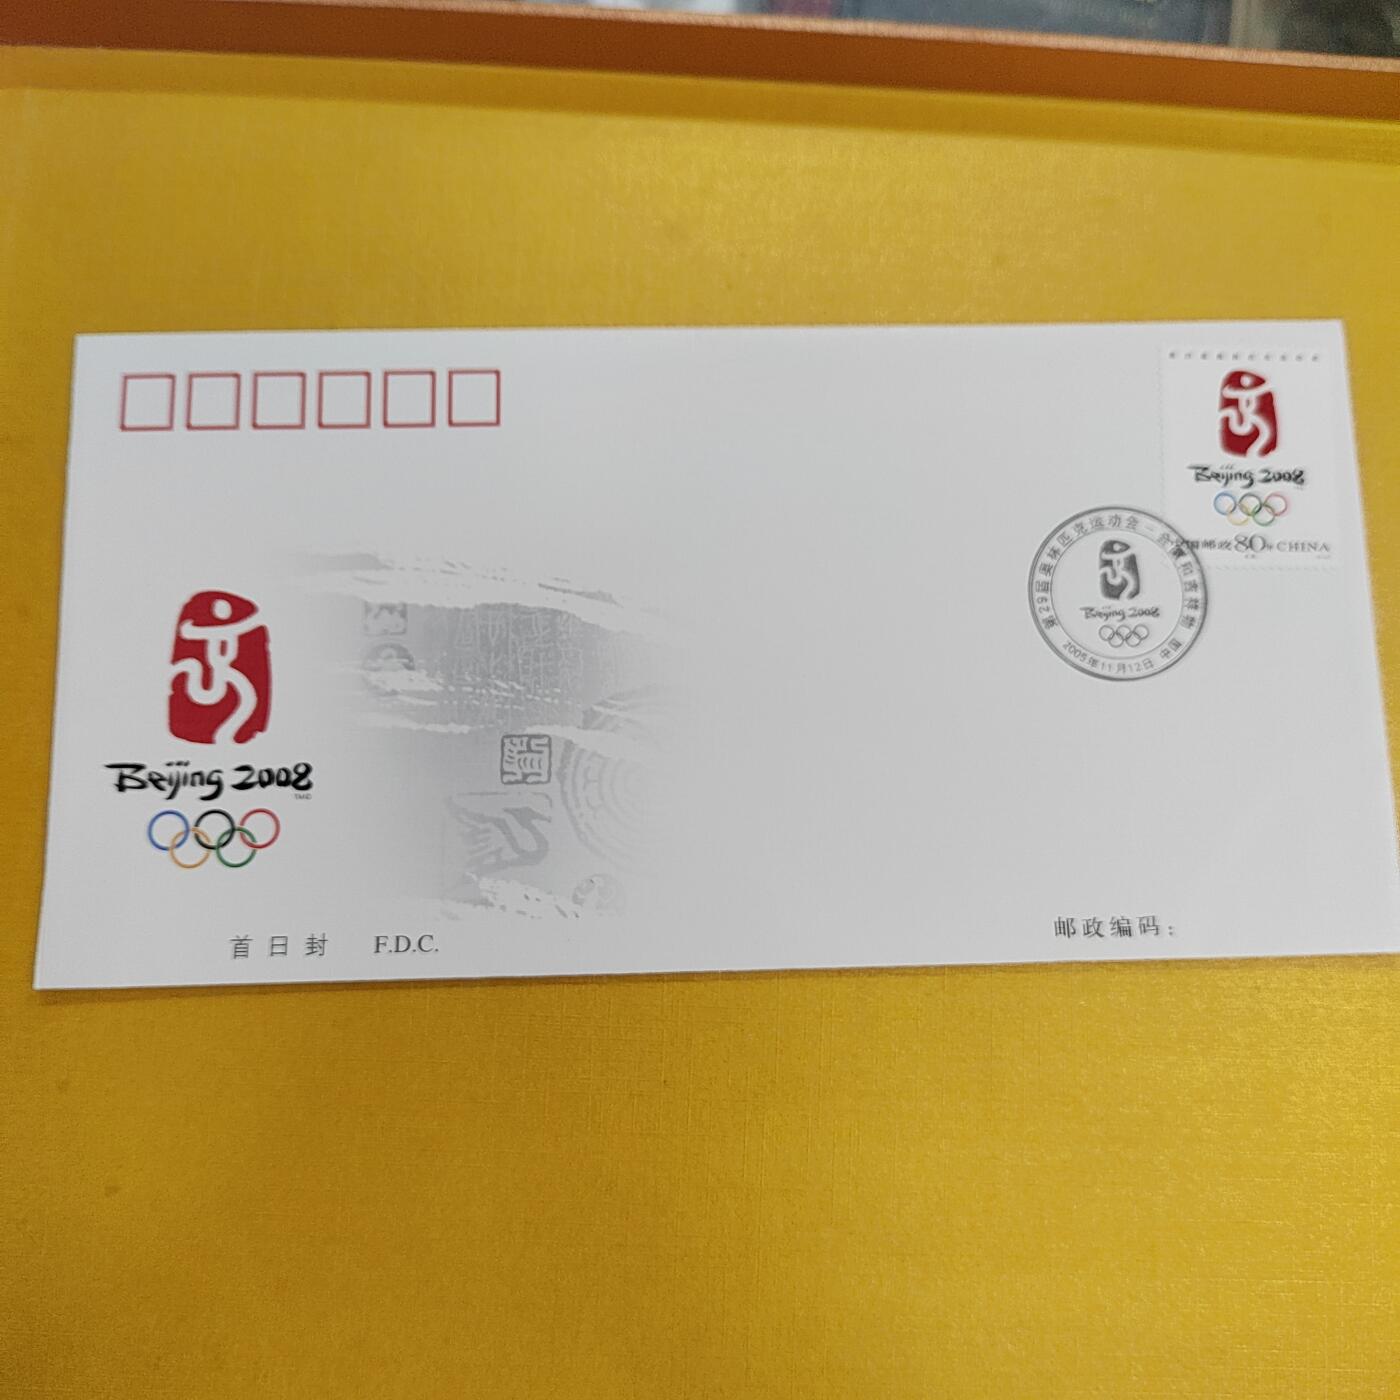 Beijing 2008
中国邮政 80分 CHINA
第29届奥林匹克运动会－会徽和吉祥物
Beijing 2008
2005年11月12日 中国
Beijing 2008
TM©
首日封 F.D.C.
邮政编码：